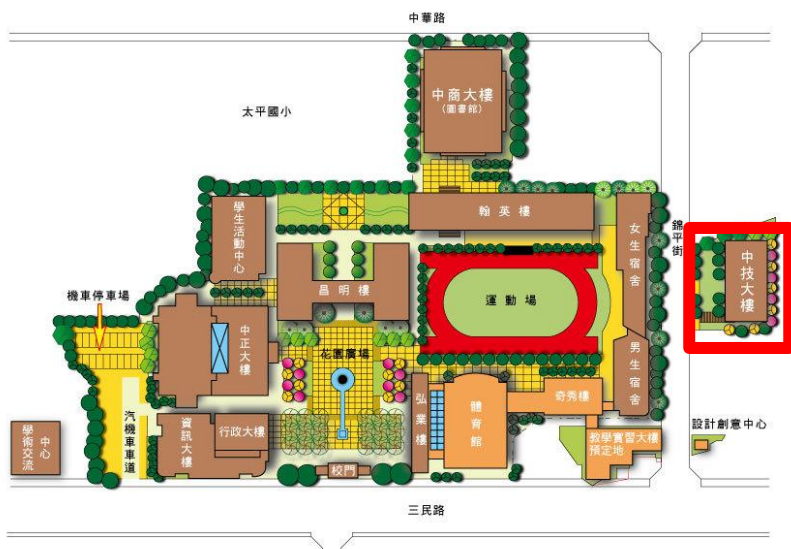 中華路
中商大樓
（圖書館）
太平國小
學生活動中心
翰英樓
女生宿舍
錦平街
中技大樓
昌明樓
運動場
機車停車場
中正大樓
花園廣場
男生宿舍
弘業樓
體育館
奇秀樓
汽機車車道
資訊大樓
行政大樓
學術交流
中心
校門
教學實習大樓
預定地
設計創意中心
三民路